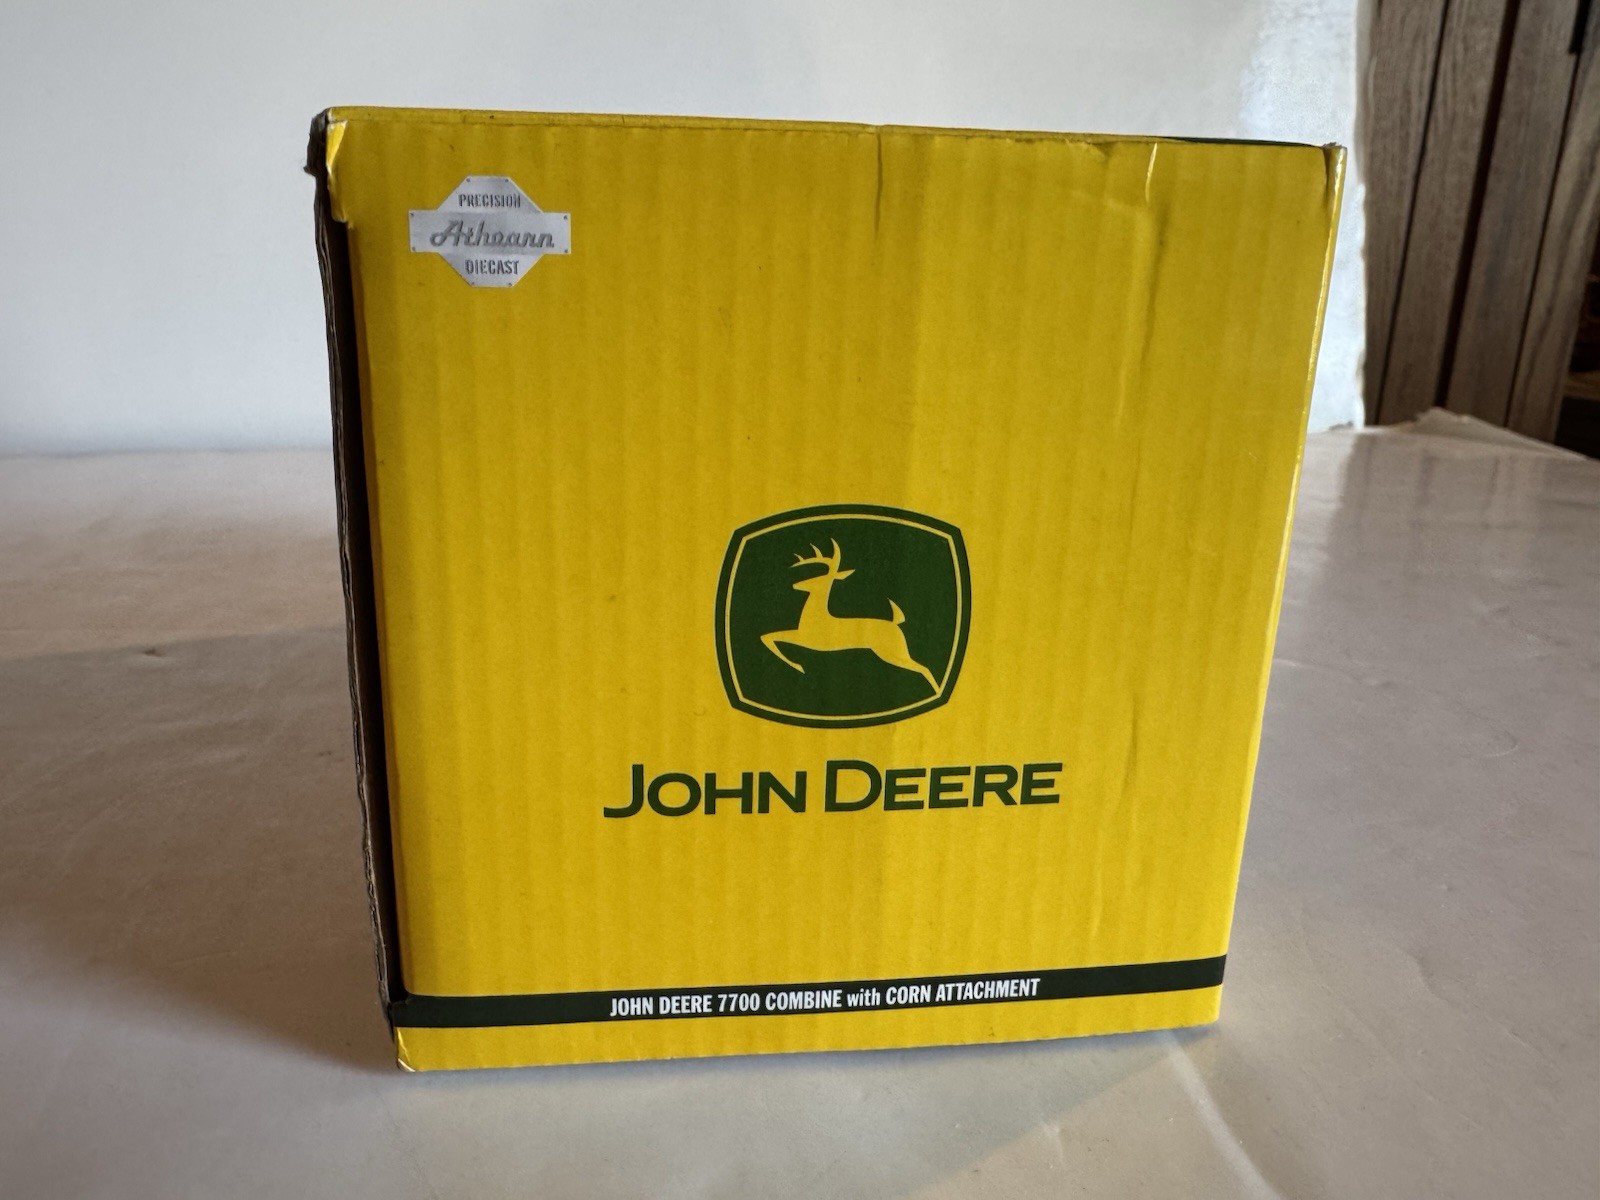 PRECISION
Athearn
DIECAST
JOHN DEERE
JOHN DEERE 7700 COMBINE with CORN ATTACHMENT